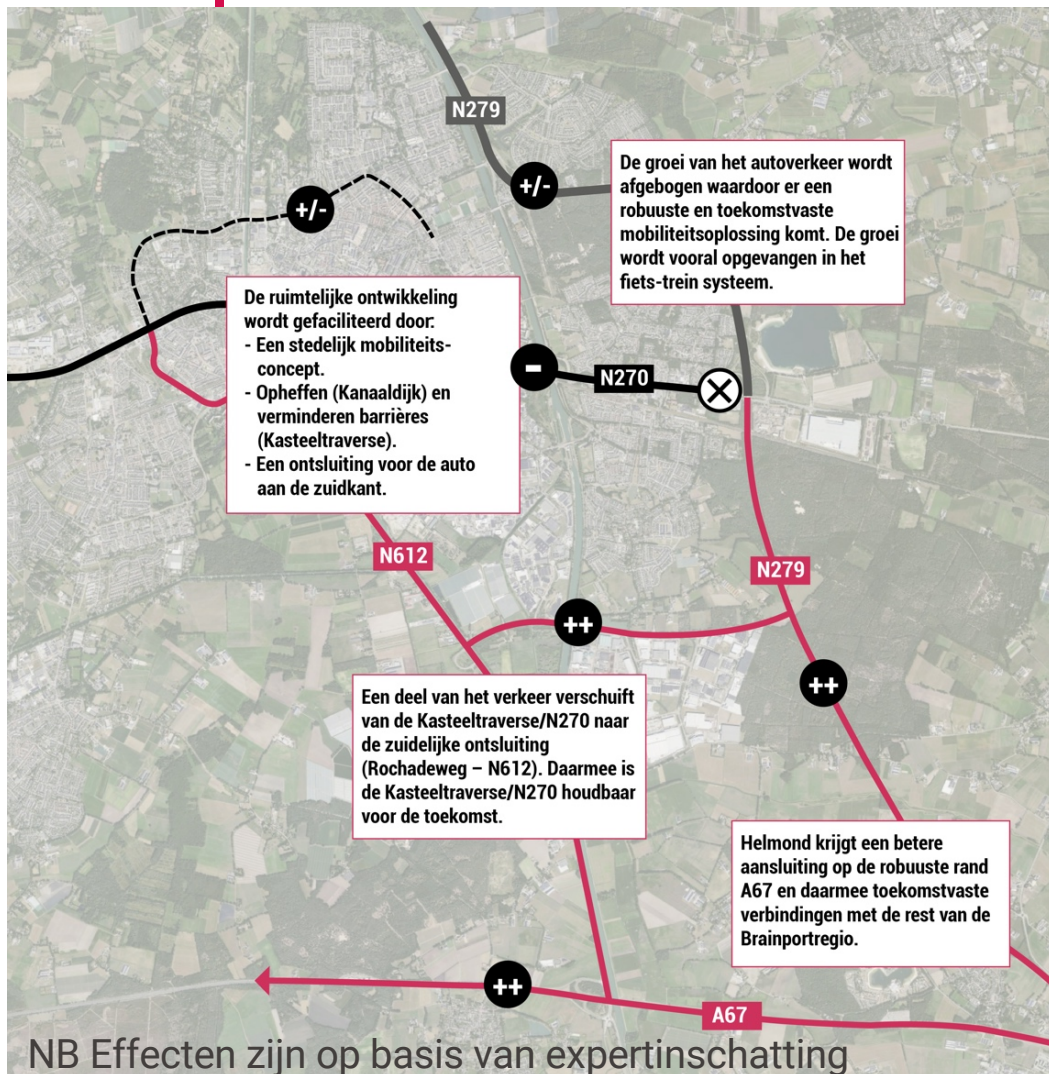 N279
+/-
De groei van het autoverkeer wordt
afgebogen waardoor er een
robuuste en toekomstvaste
mobiliteitsoplossing komt. De groei
wordt vooral opgevangen in het
fiets-trein systeem.
+/-
De ruimtelijke ontwikkeling
wordt gefaciliteerd door:
- Een stedelijk mobiliteits-
concept.
- Opheffen (Kanaaldijk) en
verminderen barrières
(Kasteeltraverse).
- Een ontsluiting voor de auto
aan de zuidkant.
-
N270
N612
N279
++
++
Een deel van het verkeer verschuift
van de Kasteeltraverse/N270 naar
de zuidelijke ontsluiting
(Rochadeweg – N612). Daarmee is
de Kasteeltraverse/N270 houdbaar
voor de toekomst.
Helmond krijgt een betere
aansluiting op de robuuste rand
A67 en daarmee toekomstvaste
verbindingen met de rest van de
Brainportregio.
++
A67
NB Effecten zijn op basis van expertinschatting